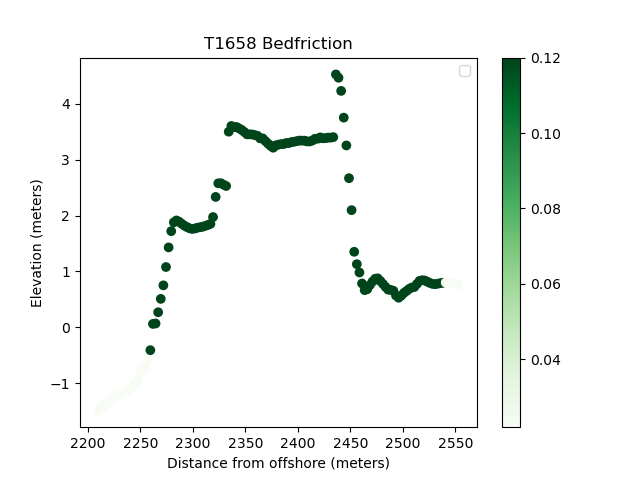 T1658 Bedfriction
Elevation (meters)
4
3
2
1
0
−1
2200 2250 2300 2350 2400 2450 2500 2550
Distance from offshore (meters)
0.12
0.10
0.08
0.06
0.04